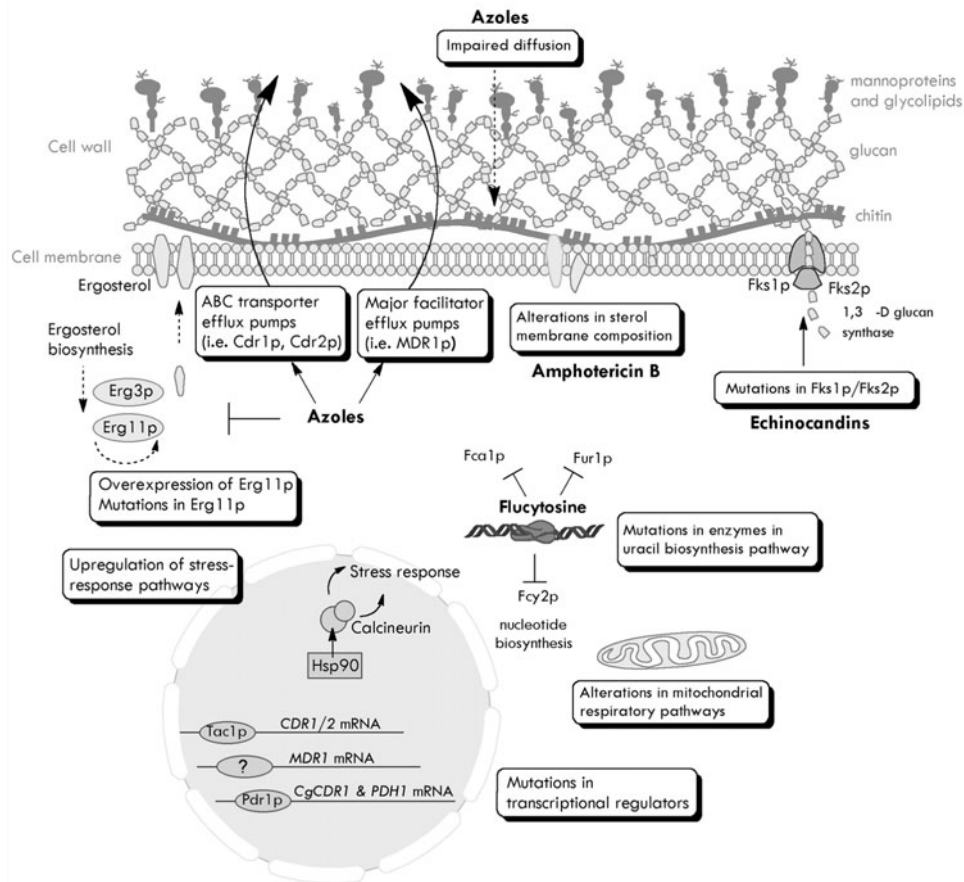 Azoles
Impaired diffusion
mannoproteins
and glycolipids
Cell wall
glucan
chitin
Cell membrane
Ergosterol
Fks1p
Fks2p
1,3 -D glucan
synthase
ABC transporter
efflux pumps
(i.e. Cdr1p, Cdr2p)
Major facilitator
efflux pumps
(i.e. MDR1p)
Alterations in sterol
membrane composition
Amphotericin B
Mutations in Fks1p/Fks2p
Echinocandins
Ergosterol
biosynthesis
Erg3p
Erg11p
Azoles
Overexpression of Erg11p
Mutations in Erg11p
Fca1p
Fur1p
Flucytosine
Mutations in enzymes in
uracil biosynthesis pathway
Fcy2p
nucleotide
biosynthesis
Upregulation of stress-
response pathways
Stress response
Calcineurin
Hsp90
Alterations in mitochondrial
respiratory pathways
Tac1p
CDR1/2 mRNA
?
MDR1 mRNA
Pdr1p
CgCDR1 & PDH1 mRNA
Mutations in
transcriptional regulators